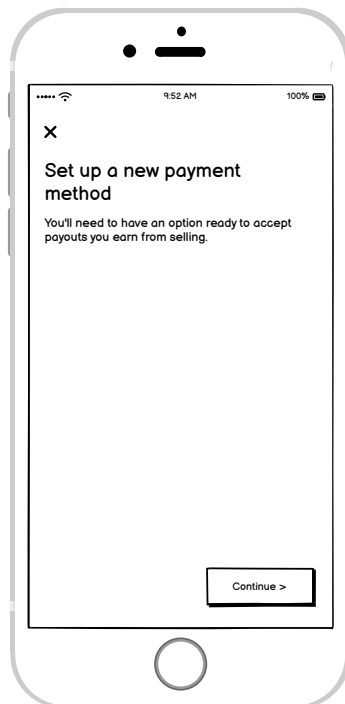 9:52 AM
100%
Set up a new payment
method
You'll need to have an option ready to accept
payouts you earn from selling.
Continue >